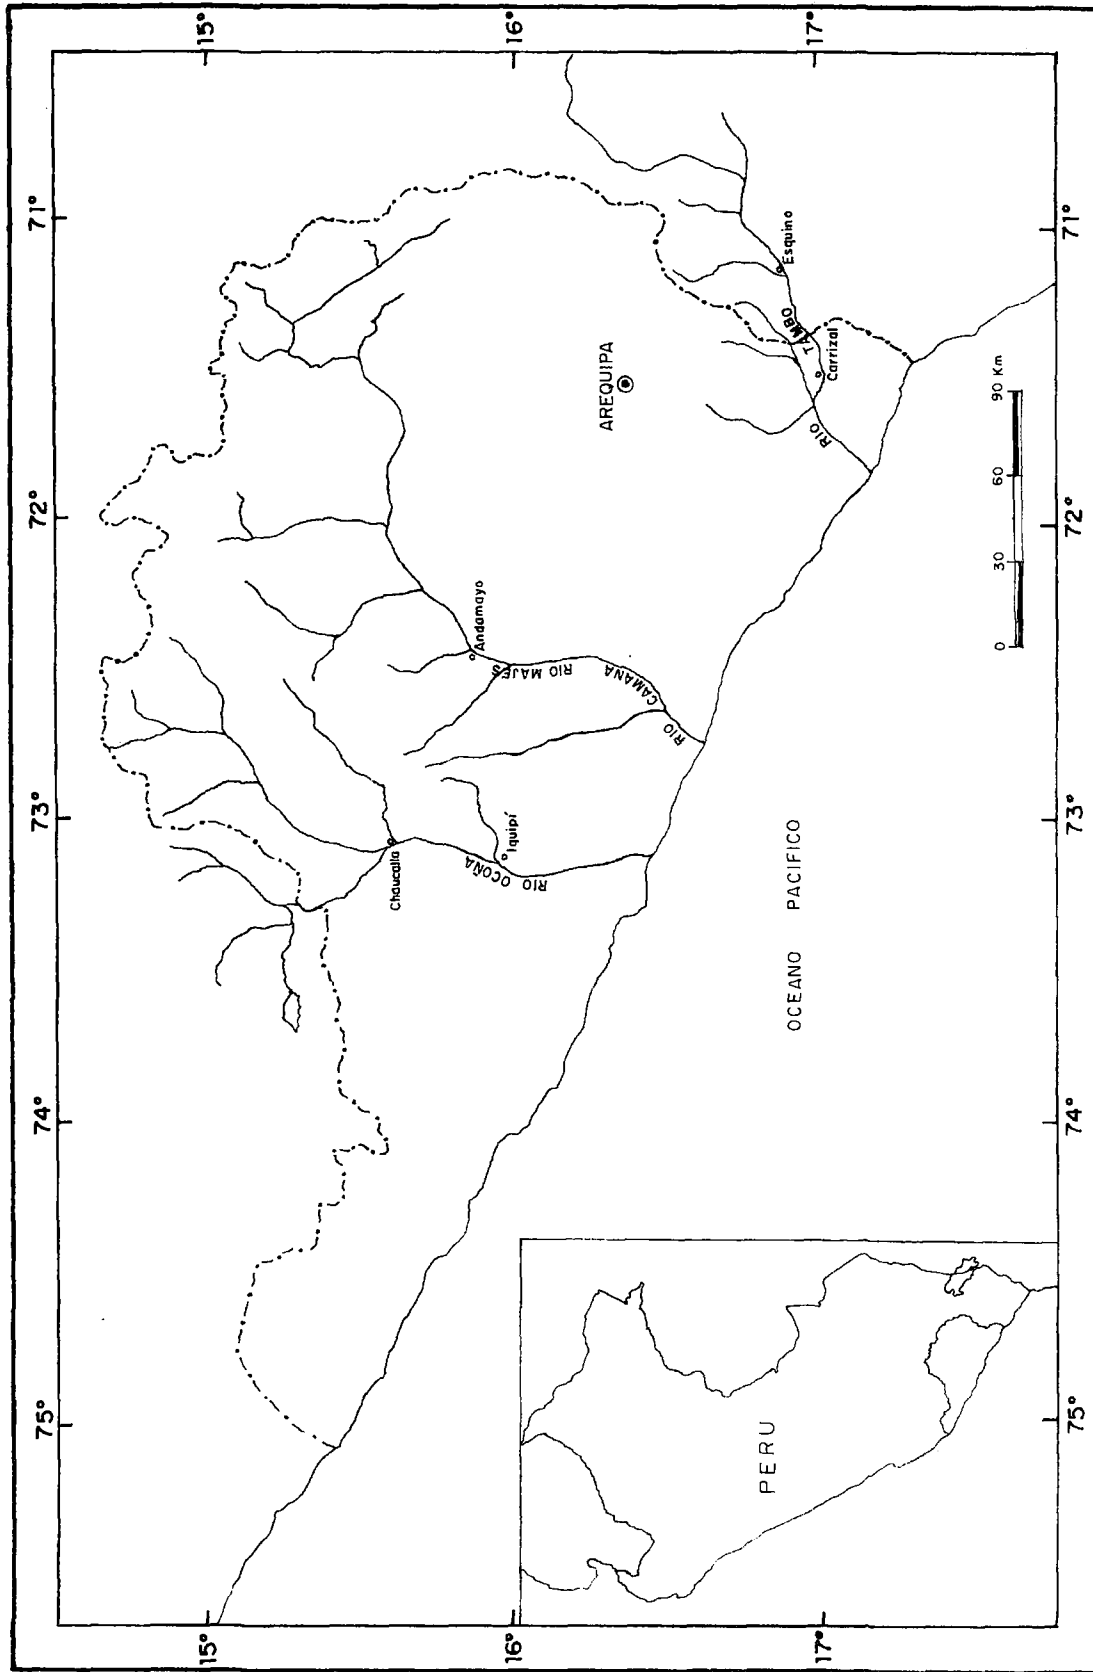 75°
74°
73°
72°
71°
15°
15°
16°
16°
17°
17°
Chaucalla
RIO OCOÑA
Iquipí
Andamayo
RIO MAJES
RIO CAMANA
AREQUIPA
RIO TAMBO
Carrizal
Esquino
OCEANO PACIFICO
PERU
0 30 60 90 Km
75°
74°
73°
72°
71°